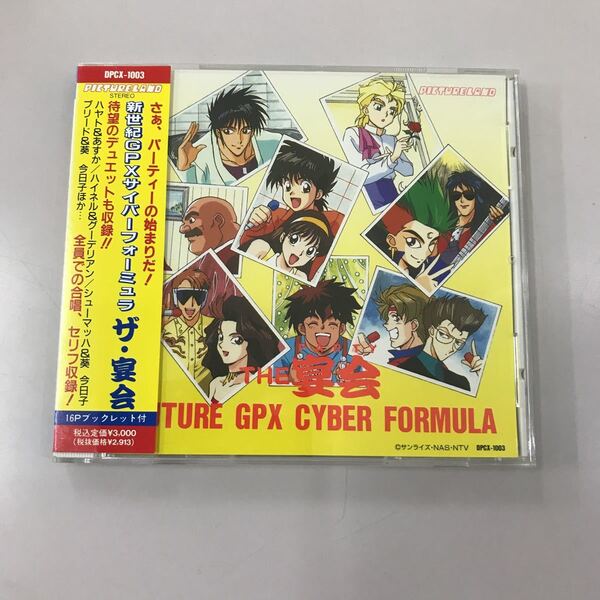 DPCX-1003
PICTURE LAND
STEREO
さぁ、パーティーの始まりだ!
新世紀GPXサイバーフォーミュラ ザ・宴会
待望のデュエットも収録!!
ハヤト&あすか/ハイネル&グーデリアン/シューマッハ&葵 今日子
ブリード&葵 今日子ほか… 全員での合唱、セリフ収録!
16Pブックレット付
税込定価¥3,000
(税抜価格¥2,913)
PICTURE LAND
THE 宴会
TURE GPX CYBER FORMULA
©サンライズ・NAS・NTV DPCX-1003